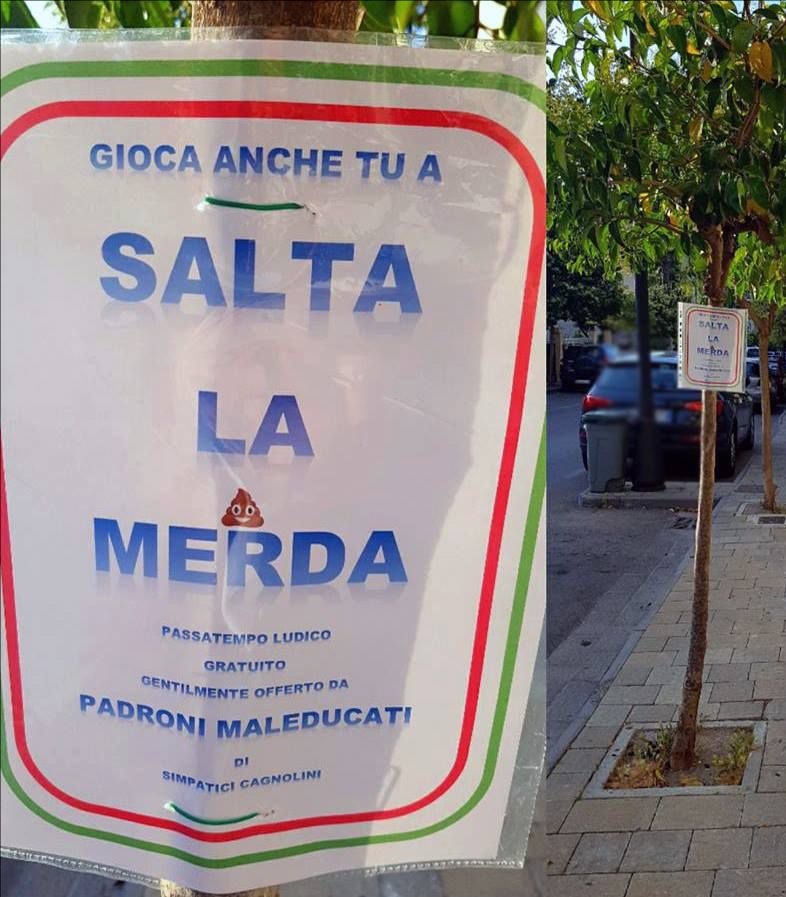 GIOCA ANCHE TU A
SALTA
LA
MERDA
PASSATEMPO LUDICO
GRATUITO
GENTILMENTE OFFERTO DA
PADRONI MALEDUCATI
DI
SIMPATICI CAGNOLINI
SALTA
LA
MERDA